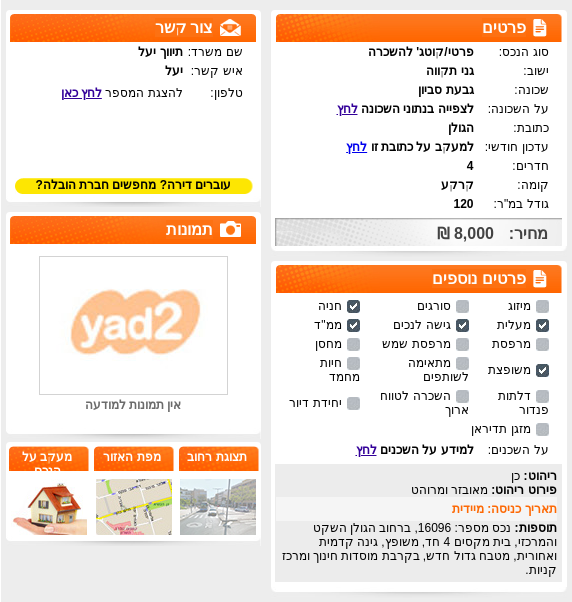 פרטים
סוג הנכס: פרטי/קוטג' להשכרה
ישוב: גני תקווה
שכונה: גבעת סביון
על השכונה: לצפייה בנתוני השכונה לחץ
כתובת: הגולן
עדכון חודשי: למעקב על כתובת זו לחץ
חדרים: 4
קומה: קרקע
גודל במ"ר: 120
מחיר: 8,000 ₪
פרטים נוספים
מיזוג סורגים חניה
מעלית גישה לנכים ממ"ד
מרפסת מרפסת שמש מחסן
משופצת מתאימה לשותפים חיות מחמד
דלתות פנדור השכרה לטווח ארוך יחידת דיור
מזגן תדיראן
על השכנים: למידע על השכנים לחץ
ריהוט: כן
פירוט ריהוט: מאובזר ומרוהט
תאריך כניסה: מיידית
תוספות: נכס מספר: 16096, ברחוב הגולן השקט
והמרכזי, בית מקסים 4 חד, משופץ, גינה קדמית
ואחורית, מטבח גדול חדש, בקרבת מוסדות חינוך ומרכז
קניות.
צור קשר
שם משרד: תיווך יעל
איש קשר: יעל
טלפון: להצגת המספר לחץ כאן
עוברים דירה? מחפשים חברת הובלה?
תמונות
yad2
אין תמונות למודעה
תצוגת רחוב
מפת האזור
מעקב על
הנכס